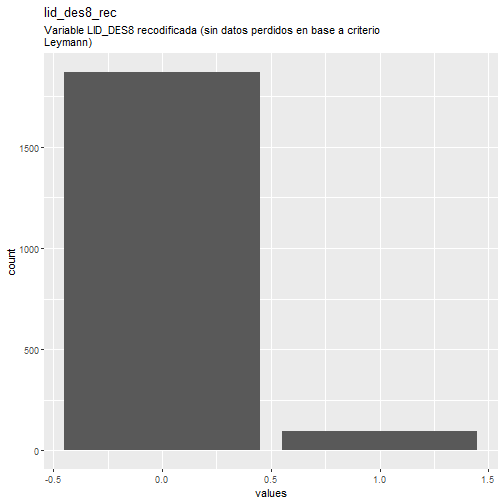 lid_des8_rec
Variable LID_DES8 recodificada (sin datos perdidos en base a criterio
Leymann)
count
1500
1000
500
0
-0.5 0.0 0.5 1.0 1.5
values